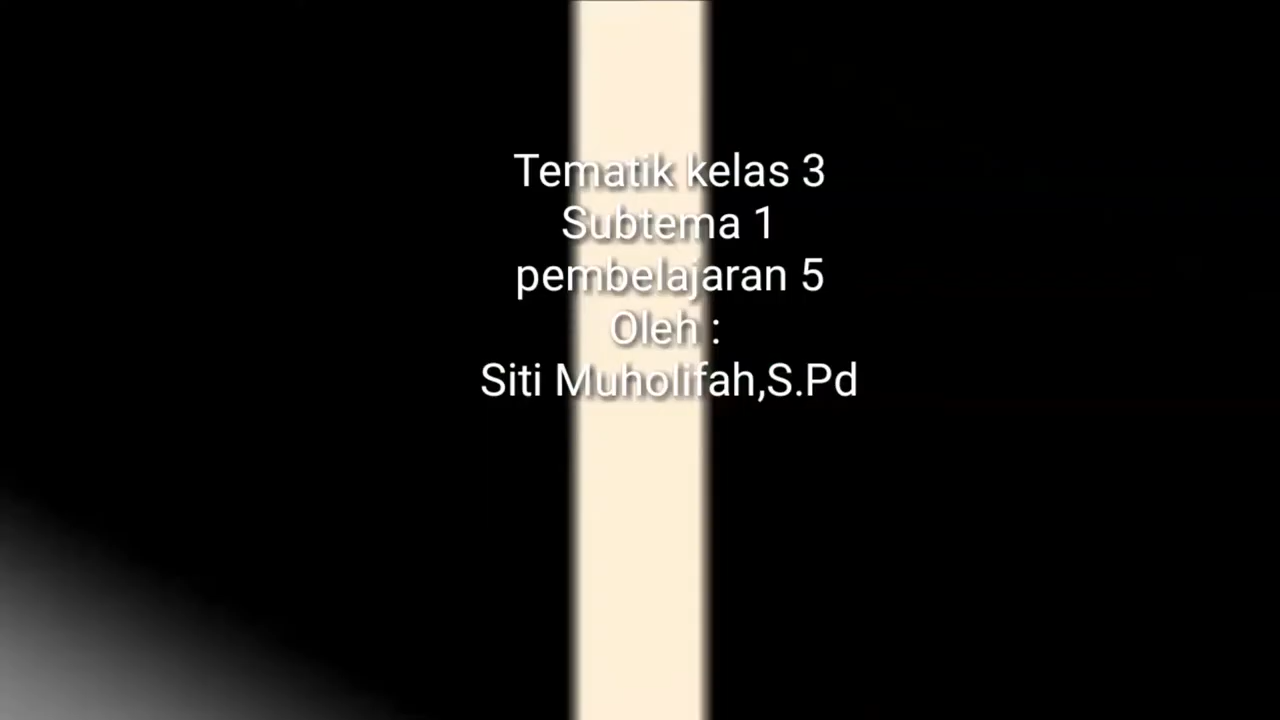 Tematik kelas 3
Subtema 1
pembelajaran 5
Oleh :
Siti Muholifah,S.Pd